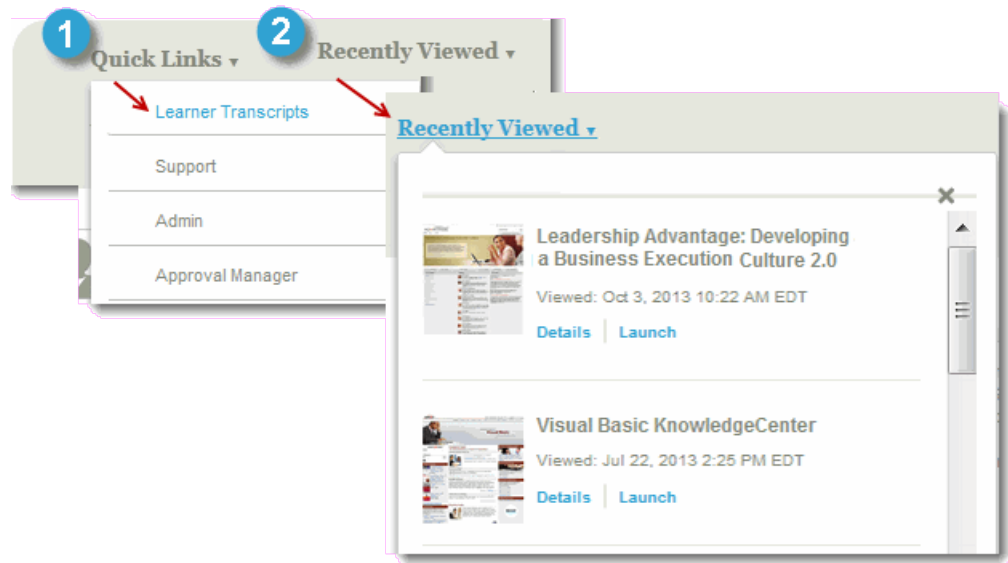 1
2
Quick Links ▾
Recently Viewed ▾
Learner Transcripts
Support
Admin
Approval Manager
Recently Viewed ▾
Leadership Advantage: Developing
a Business Execution Culture 2.0
Viewed: Oct 3, 2013 10:22 AM EDT
Details | Launch
Visual Basic KnowledgeCenter
Viewed: Jul 22, 2013 2:25 PM EDT
Details | Launch